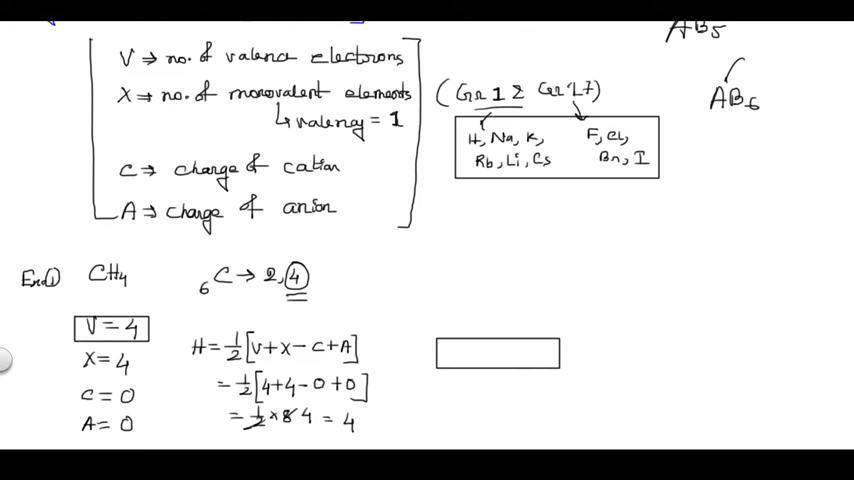 AB5
V ⇒ no. of valence electrons
X ⇒ no. of monovalent elements (Gr 1 & Gr 17)
↳ valency = 1
AB6
H, Na, K, F, Cl,
Rb, Li, Cs Br, I
C ⇒ charge of cation
A ⇒ charge of anion
CH4 6C → 2,4
V = 4
X = 4 H = 1/2 [V + X - C + A]
C = 0 = 1/2 [4+4-0+0]
A = 0 = 1/2 × 8 4 = 4